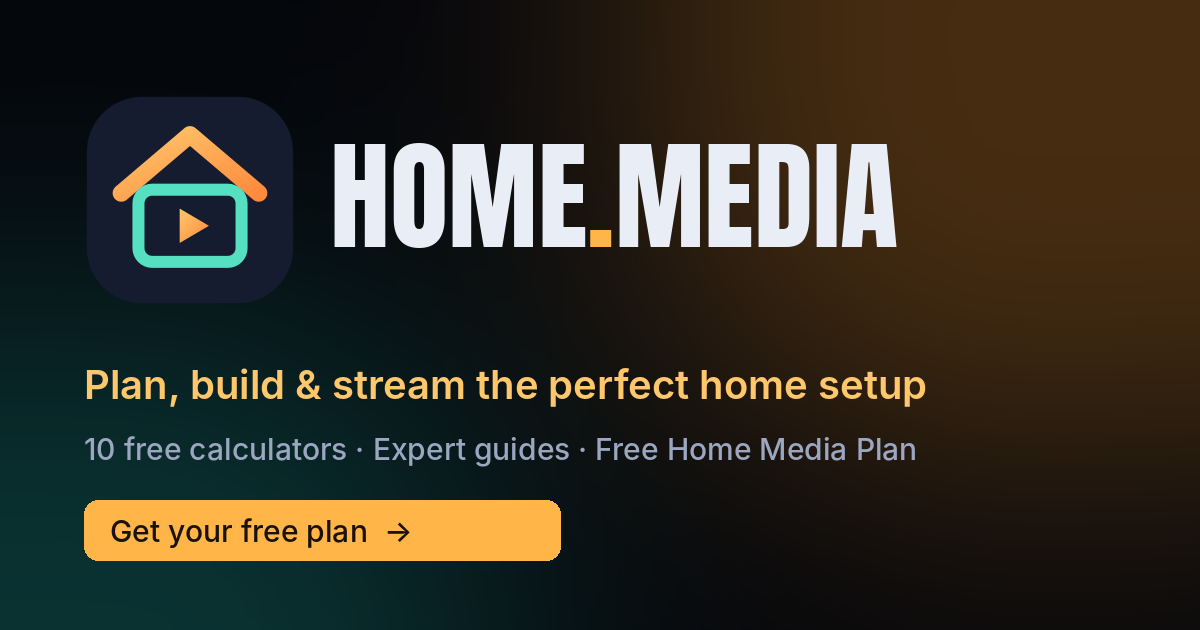 HOME.MEDIA
Plan, build & stream the perfect home setup
10 free calculators · Expert guides · Free Home Media Plan
Get your free plan →